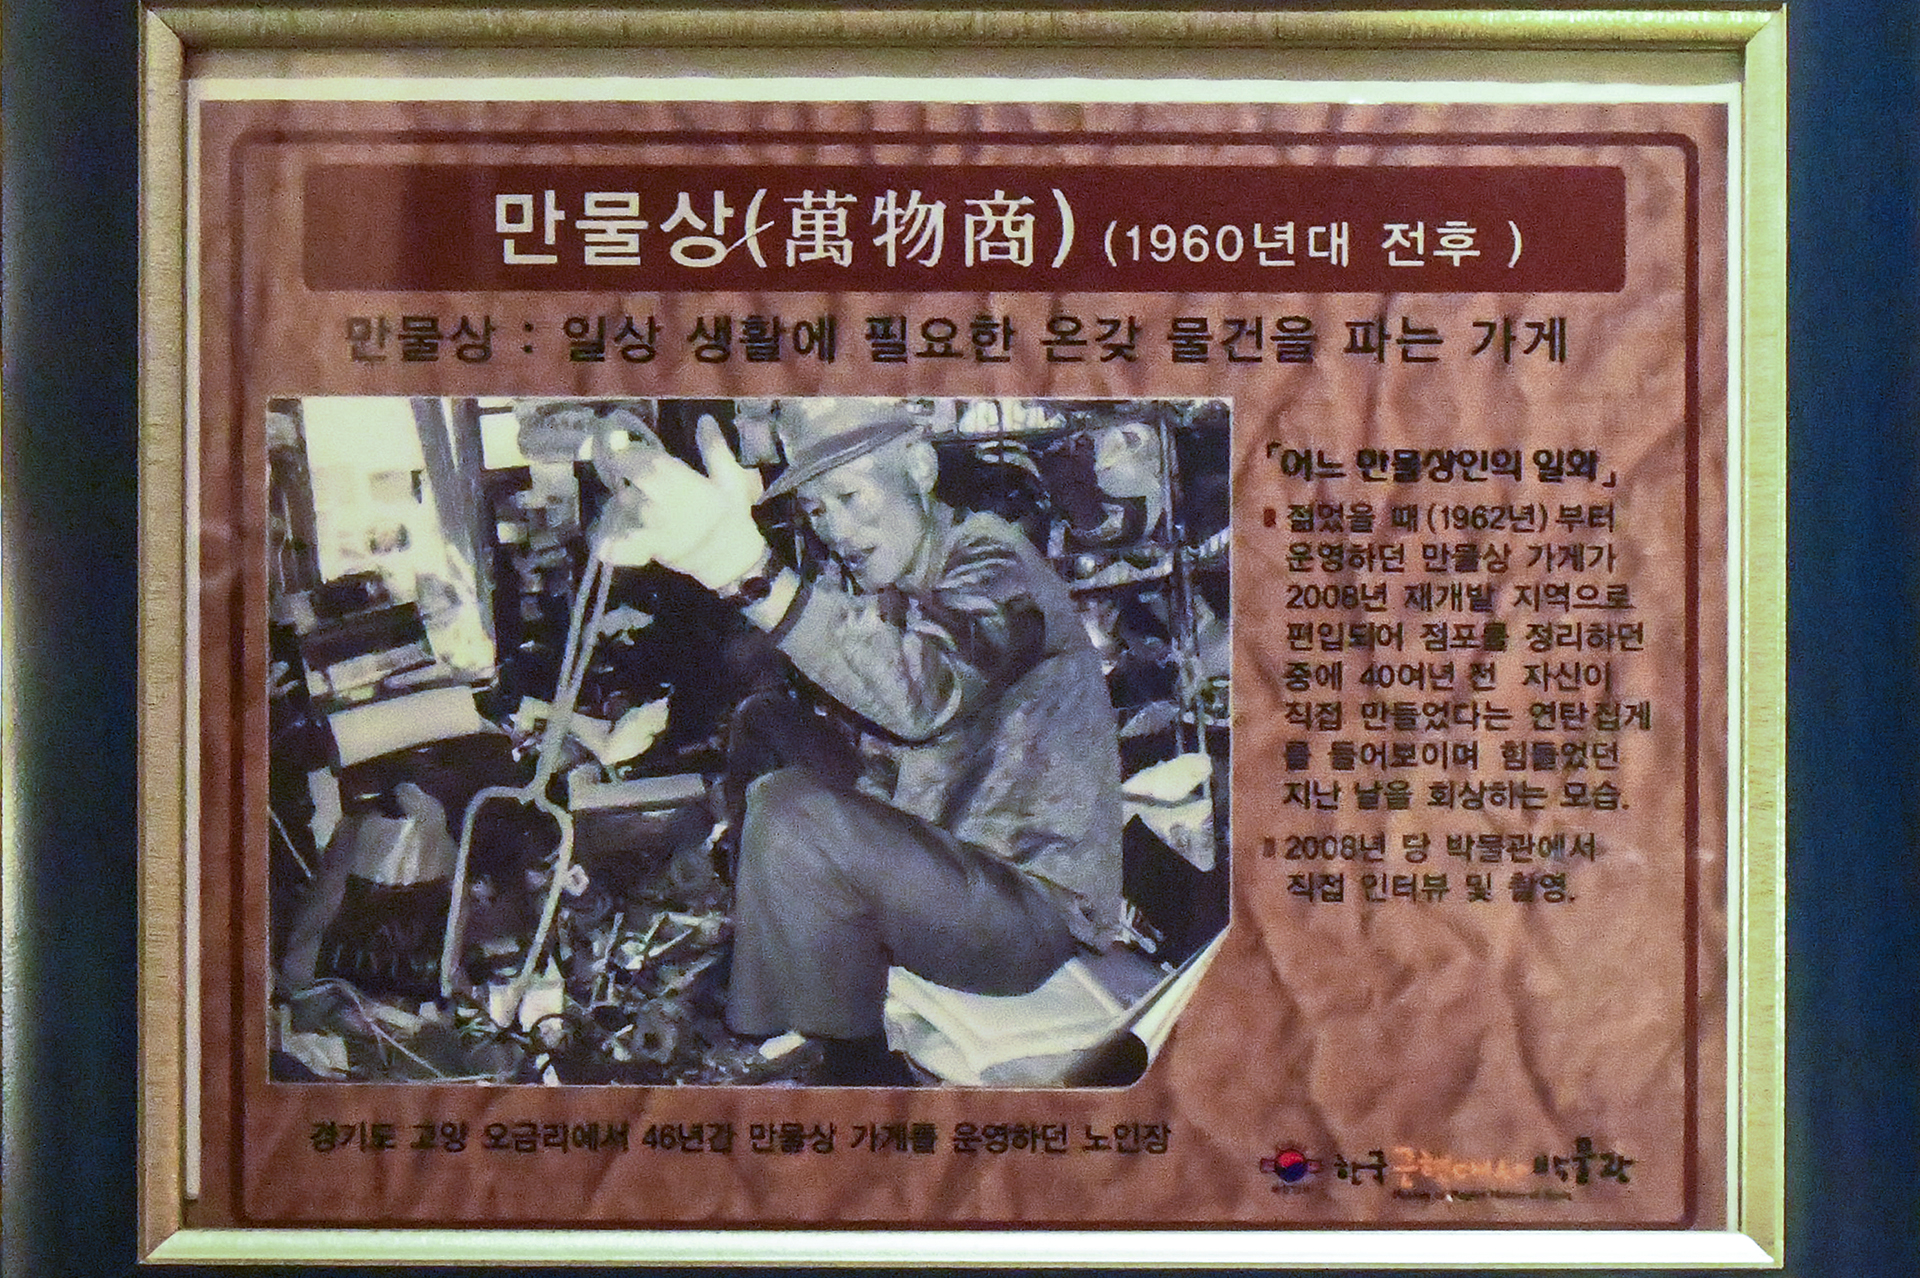 만물상(萬物商) (1960년대 전후 )
만물상 : 일상 생활에 필요한 온갖 물건을 파는 가게
「어느 만물상인의 일화」
젊었을 때 (1962년) 부터
운영하던 만물상 가게가
2008년 재개발 지역으로
편입되어 점포를 정리하던
중에 40여년 전 자신이
직접 만들었다는 연탄집게
를 들어보이며 힘들었던
지난 날을 회상하는 모습.
2008년 당 박물관에서
직접 인터뷰 및 촬영.
경기도 고양 오금리에서 46년간 만물상 가게를 운영하던 노인장
한국근현대사박물관